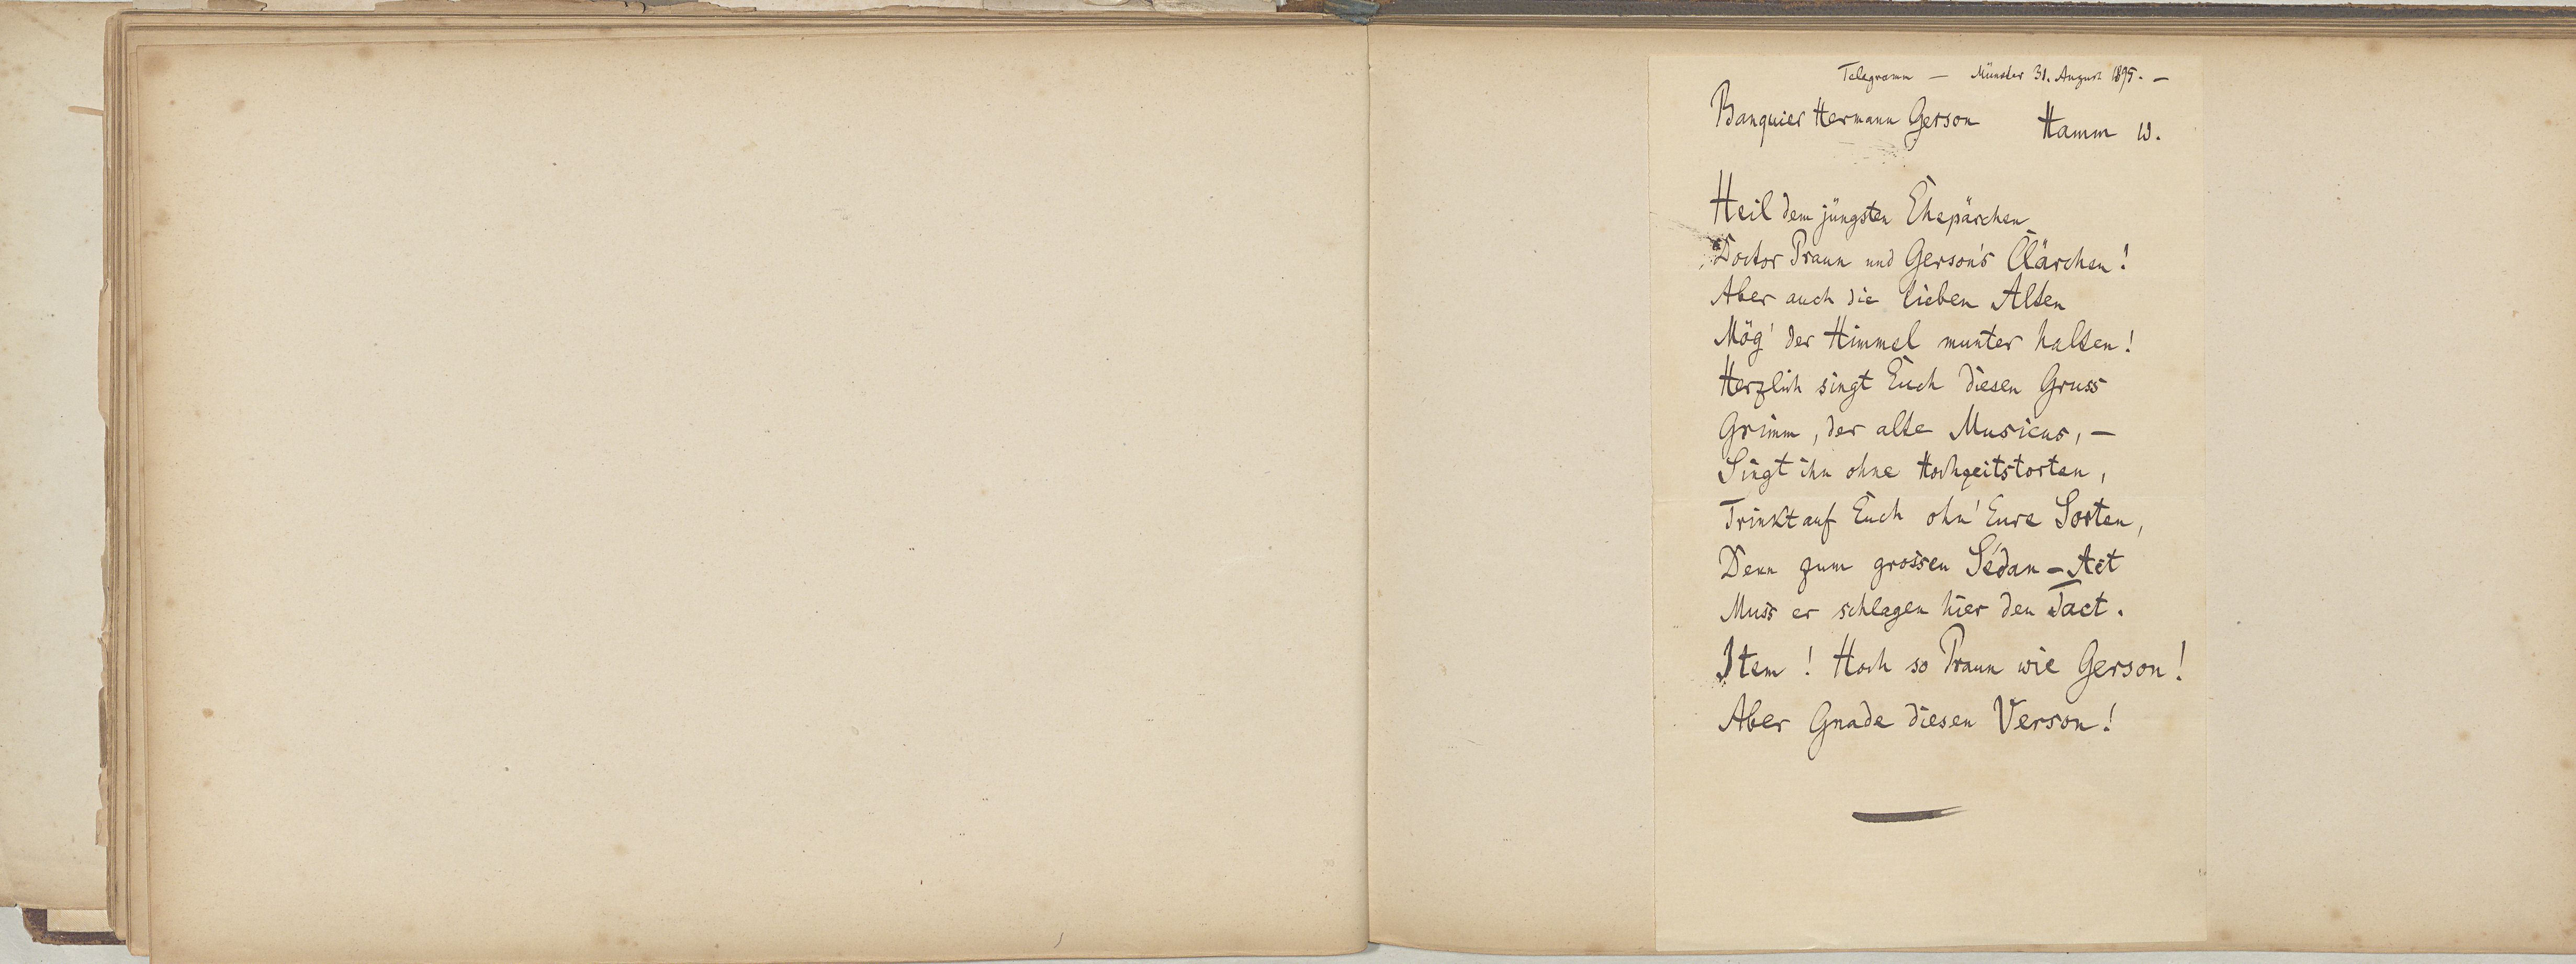 Telegramm — Münster 31. August 1895. —
Banquier Hermann Gerson Hamm W.
Heil dem jüngsten Ehepärchen
Doctor Praun und Gerson's Clärchen!
Aber auch die lieben Alten
Mög' der Himmel munter halten!
Herzlich singt Euch diesen Gruss
Grimm, der alte Musicus, —
Singt ihn ohne Hochzeitstorten,
Trinkt auf Euch ohn' Eure Sorten,
Denn zum grossen Sédan-Act
Muss er schlagen hier den Tact.
Item! Hoch so Praun wie Gerson!
Aber Gnade diesen Verson!